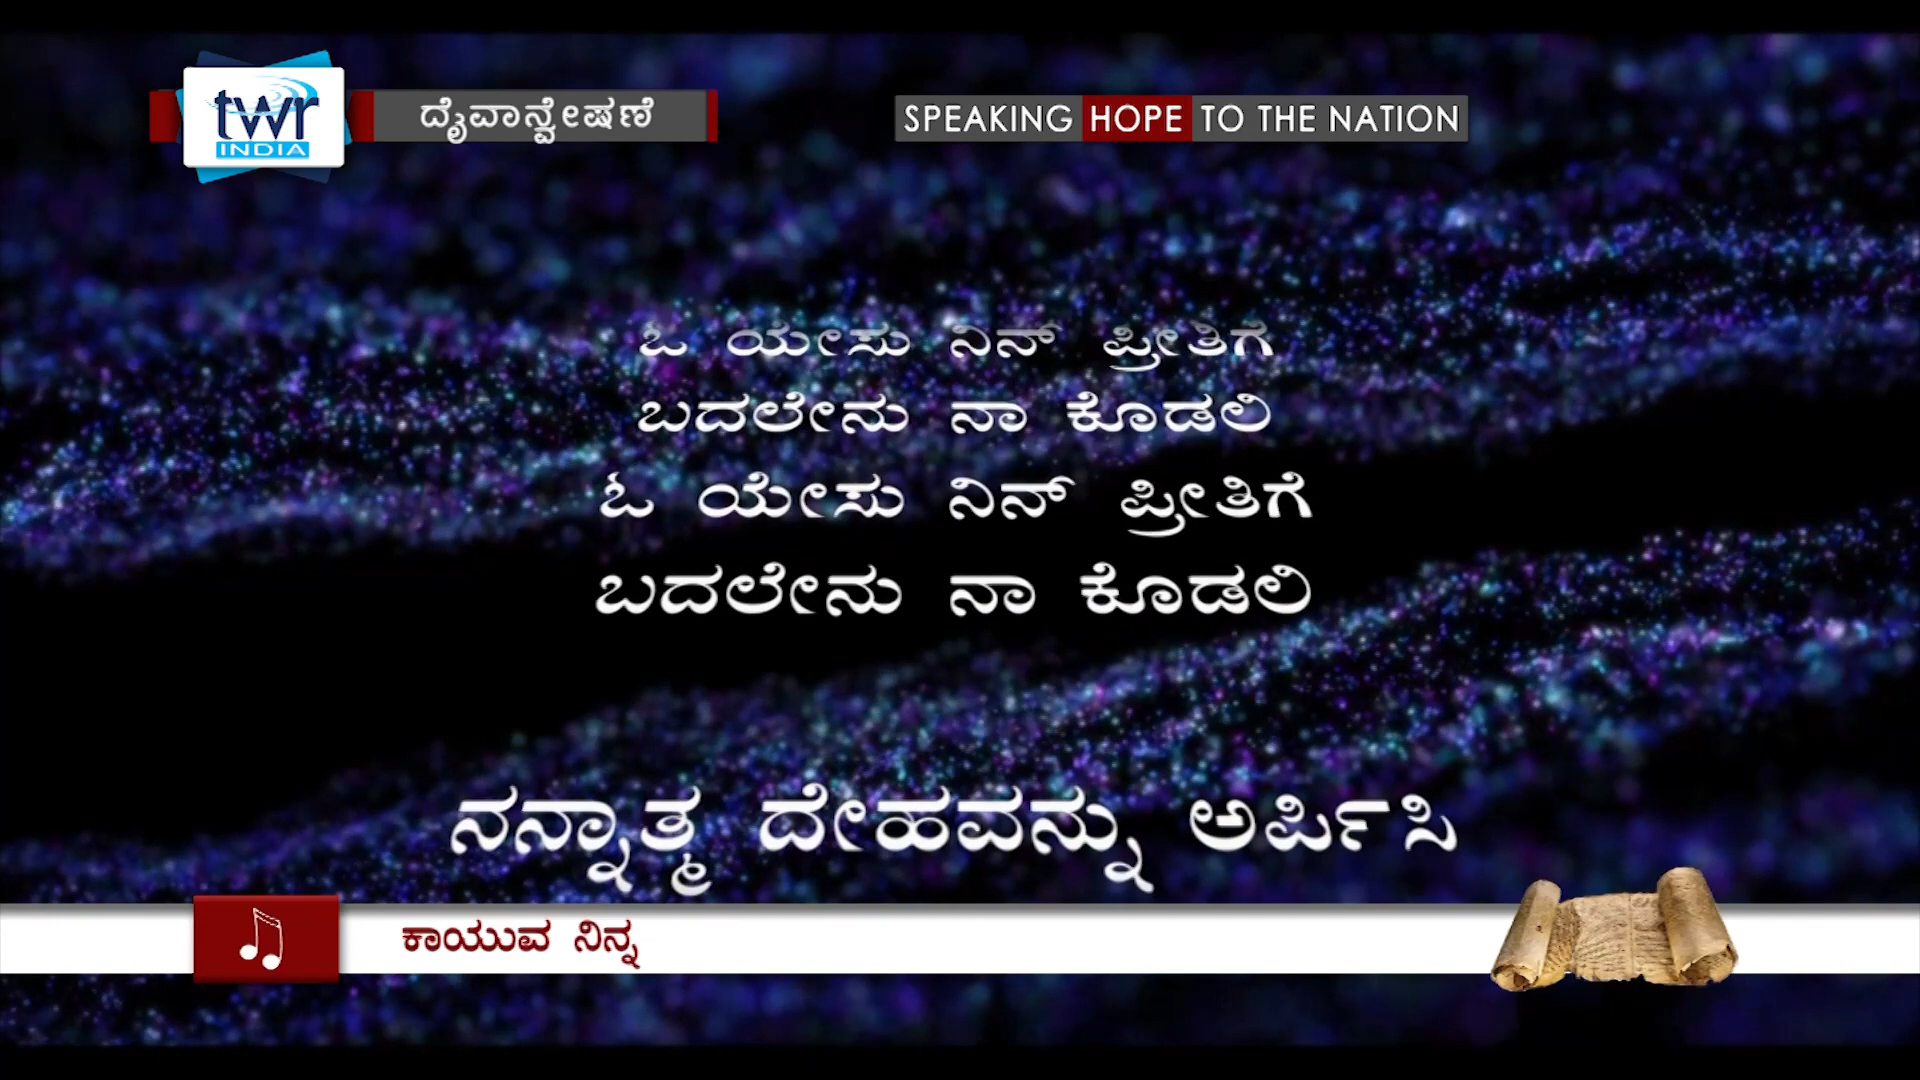 twr
INDIA
ದೈವಾನ್ವೇಷಣೆ
SPEAKING HOPE TO THE NATION
ಓ ಯೇಸು ನಿನ್ ಪ್ರೀತಿಗೆ
ಬದಲೇನು ನಾ ಕೊಡಲಿ
ಓ ಯೇಸು ನಿನ್ ಪ್ರೀತಿಗೆ
ಬದಲೇನು ನಾ ಕೊಡಲಿ
ನನ್ನಾತ್ಮ ದೇಹವನ್ನು ಅರ್ಪಿಸಿ
ಕಾಯುವ ನಿನ್ನ